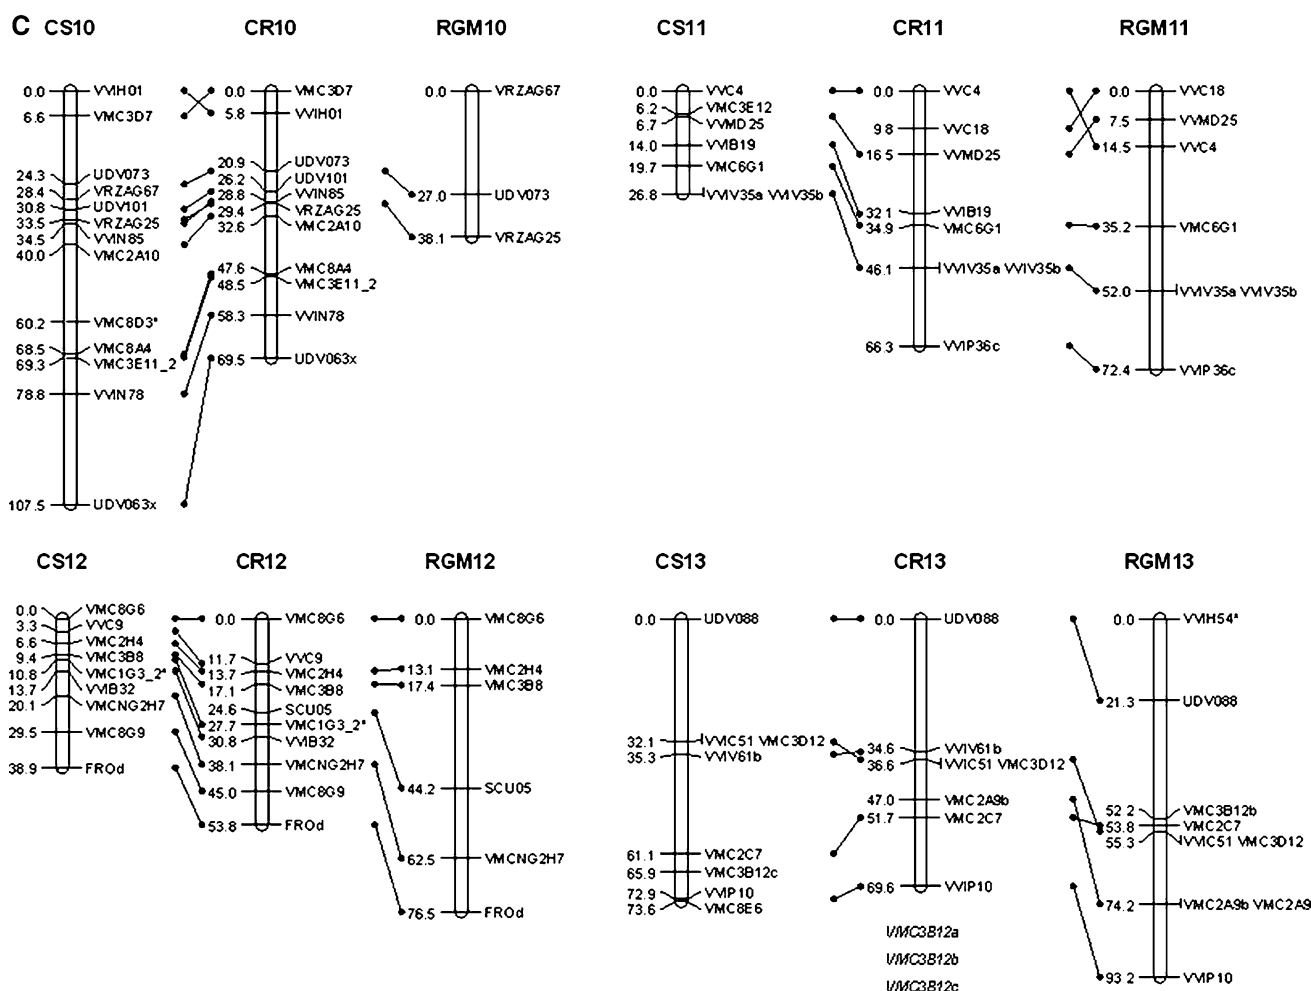 C CS10 CR10 RGM10 CS11 CR11 RGM11
0.0 VVIH01
6.6 VMC3D7
24.3 UDV073
28.4 VRZAG67
30.8 UDV101
33.5 VRZAG25
34.5 VVIN85
40.0 VMC2A10
60.2 VMC8D3*
68.5 VMC8A4
69.3 VMC3E11_2
78.8 VVIN78
107.5 UDV063x
0.0 VMC3D7
5.8 VVIH01
20.9 UDV073
26.2 UDV101
28.8 VVIN85
29.4 VRZAG25
32.6 VMC2A10
47.6 VMC8A4
48.5 VMC3E11_2
58.3 VVIN78
69.5 UDV063x
0.0 VRZAG67
27.0 UDV073
38.1 VRZAG25
0.0 VVC4
6.2 VMC3E12
6.7 VVMD25
14.0 VVIB19
19.7 VMC6G1
26.8 VVIV35a VVIV35b
0.0 VVC4
9.8 VVC18
16.5 VVMD25
32.1 VVIB19
34.9 VMC6G1
46.1 VVIV35a VVIV35b
66.3 VVIP36c
0.0 VVC18
7.5 VVMD25
14.5 VVC4
35.2 VMC6G1
52.0 VVIV35a VVIV35b
72.4 VVIP36c
CS12 CR12 RGM12 CS13 CR13 RGM13
0.0 VMC8G6
3.3 VVC9
6.6 VMC2H4
9.4 VMC3B8
10.8 VMC1G3_2*
13.7 VVIB32
20.1 VMCNG2H7
29.5 VMC8G9
38.9 FROd
0.0 VMC8G6
11.7 VVC9
13.7 VMC2H4
17.1 VMC3B8
24.6 SCU05
27.7 VMC1G3_2*
30.8 VVIB32
38.1 VMCNG2H7
45.0 VMC8G9
53.8 FROd
0.0 VMC8G6
13.1 VMC2H4
17.4 VMC3B8
44.2 SCU05
62.5 VMCNG2H7
76.5 FROd
0.0 UDV088
32.1 VVIC51 VMC3D12
35.3 VVIV61b
61.1 VMC2C7
65.9 VMC3B12c
72.9 VVIP10
73.6 VMC8E6
0.0 UDV088
34.6 VVIV61b
36.6 VVIC51 VMC3D12
47.0 VMC2A9b
51.7 VMC2C7
69.6 VVIP10
VMC3B12a
VMC3B12b
VMC3B12c
0.0 VVIH54*
21.3 UDV088
52.2 VMC3B12b
53.8 VMC2C7
55.3 VVIC51 VMC3D12
74.2 VMC2A9b VMC2A9
93.2 VVIP10